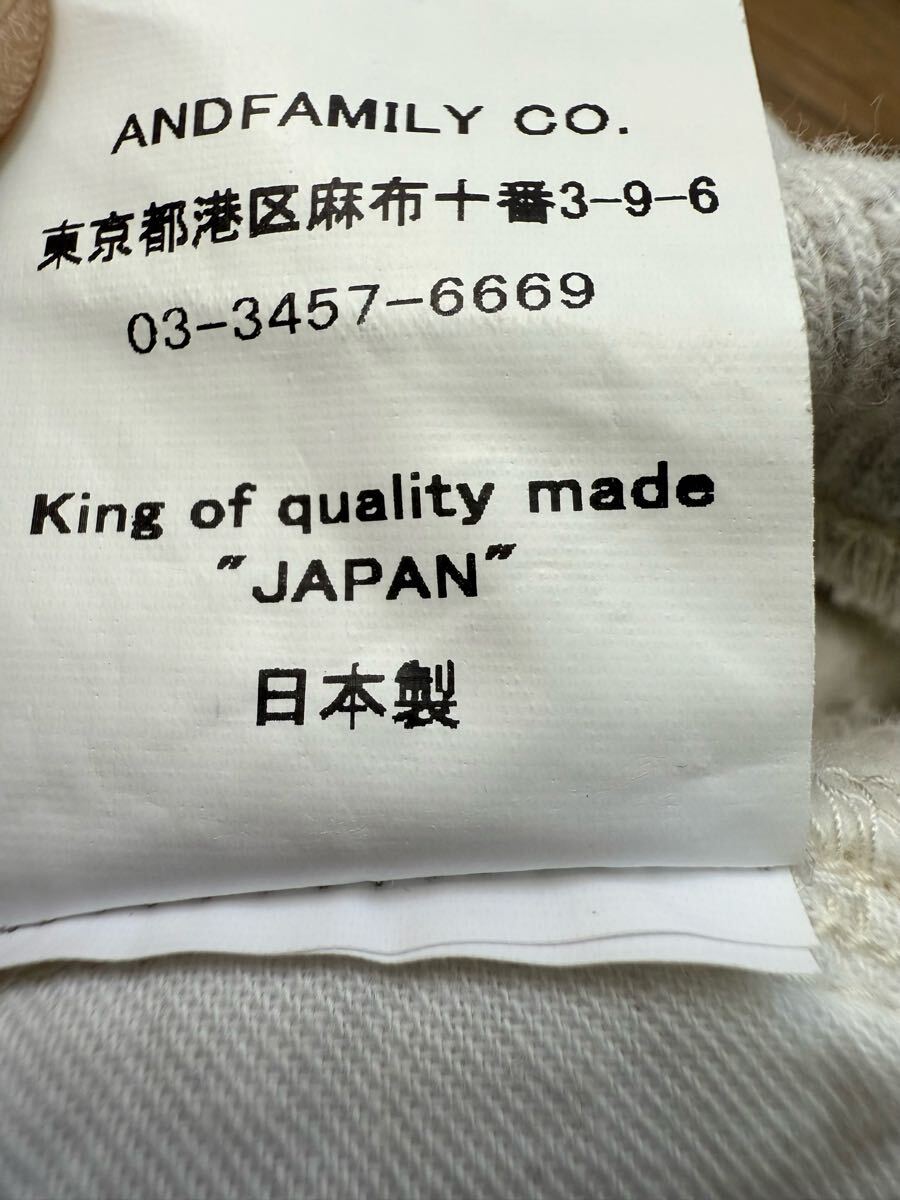 ANDFAMILY CO.
東京都港区麻布十番3-9-6
03-3457-6669
King of quality made
"JAPAN"
日本製